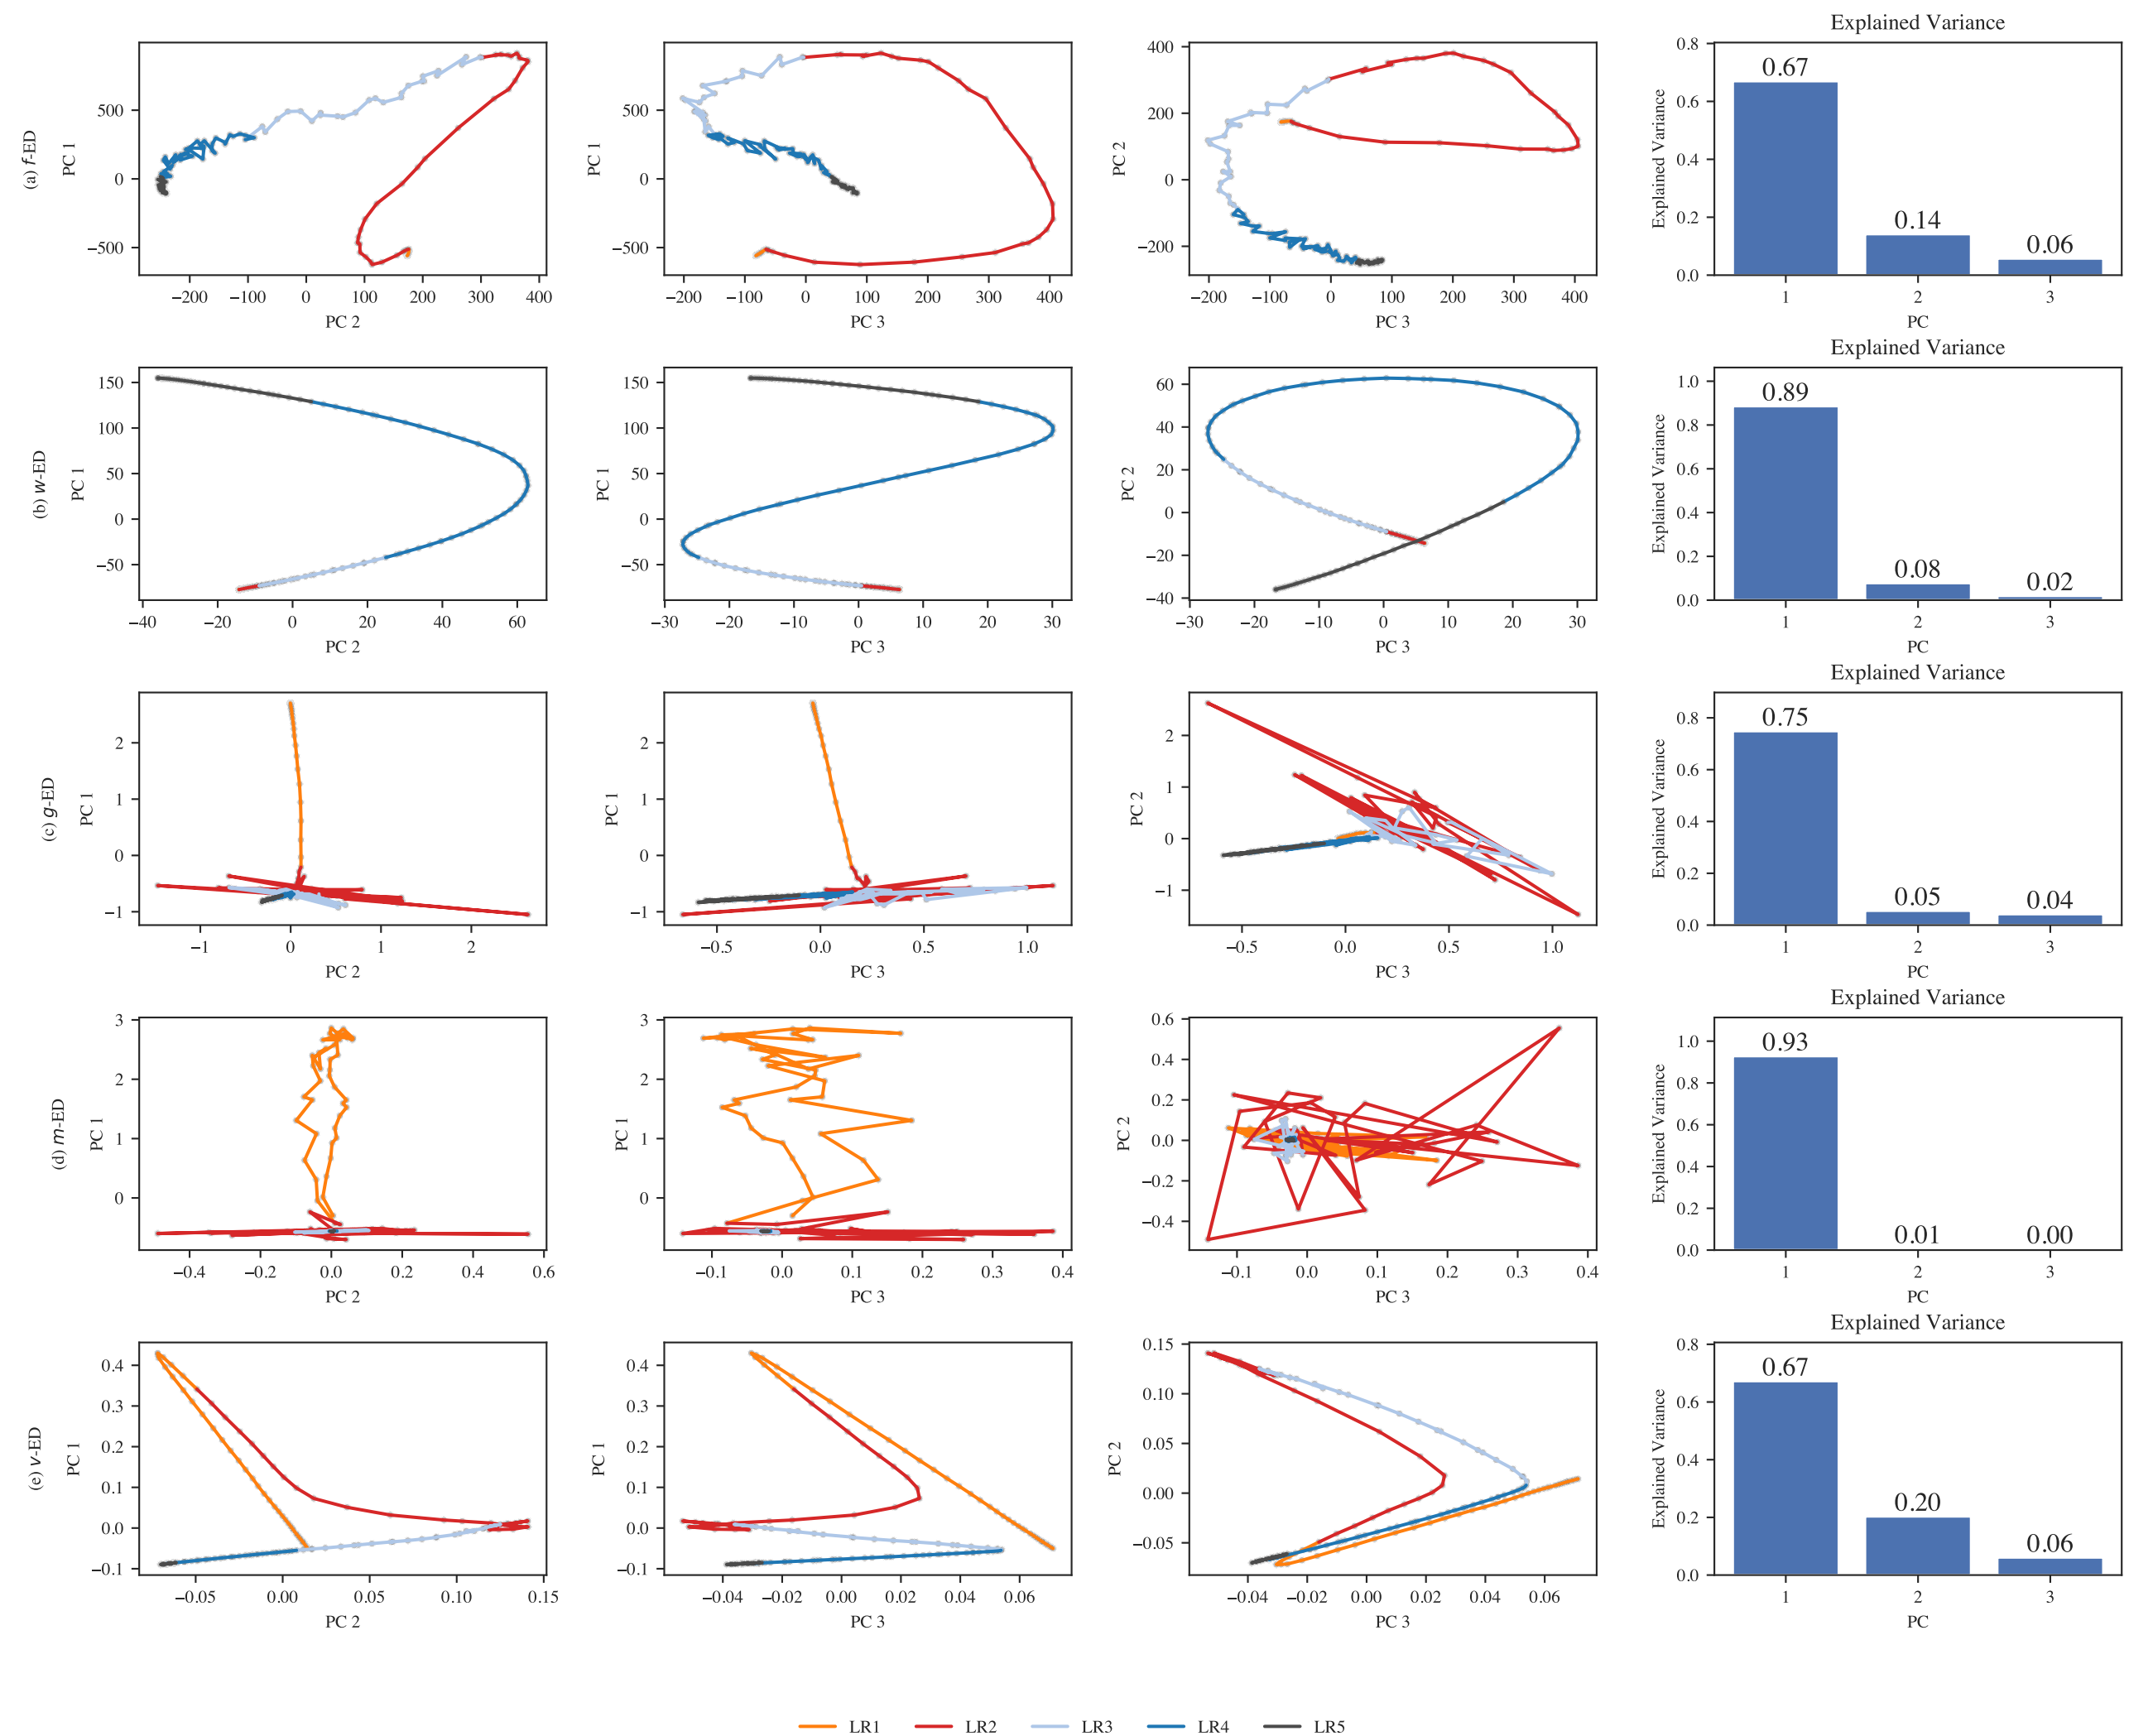 Explained Variance
(a) f-ED
PC 1
500
0
−500
−200 −100 0 100 200 300 400
PC 2
PC 1
500
0
−500
−200 −100 0 100 200 300 400
PC 3
PC 2
400
200
0
−200
−200 −100 0 100 200 300 400
PC 3
Explained Variance
0.8
0.6
0.4
0.2
0.0
0.67
0.14
0.06
1 2 3
PC
Explained Variance
(b) w-ED
PC 1
150
100
50
0
−50
−40 −20 0 20 40 60
PC 2
PC 1
150
100
50
0
−50
−30 −20 −10 0 10 20 30
PC 3
PC 2
60
40
20
0
−20
−40
−30 −20 −10 0 10 20 30
PC 3
Explained Variance
1.0
0.8
0.6
0.4
0.2
0.0
0.89
0.08
0.02
1 2 3
PC
Explained Variance
(c) g-ED
PC 1
2
1
0
−1
−1 0 1 2
PC 2
PC 1
2
1
0
−1
−0.5 0.0 0.5 1.0
PC 3
PC 2
2
1
0
−1
−0.5 0.0 0.5 1.0
PC 3
Explained Variance
0.8
0.6
0.4
0.2
0.0
0.75
0.05
0.04
1 2 3
PC
Explained Variance
(d) m-ED
PC 1
3
2
1
0
−0.4 −0.2 0.0 0.2 0.4 0.6
PC 2
PC 1
3
2
1
0
−0.1 0.0 0.1 0.2 0.3 0.4
PC 3
PC 2
0.6
0.4
0.2
0.0
−0.2
−0.4
−0.1 0.0 0.1 0.2 0.3 0.4
PC 3
Explained Variance
1.0
0.8
0.6
0.4
0.2
0.0
0.93
0.01
0.00
1 2 3
PC
Explained Variance
(e) v-ED
PC 1
0.4
0.3
0.2
0.1
0.0
−0.1
−0.05 0.00 0.05 0.10 0.15
PC 2
PC 1
0.4
0.3
0.2
0.1
0.0
−0.1
−0.04 −0.02 0.00 0.02 0.04 0.06
PC 3
PC 2
0.15
0.10
0.05
0.00
−0.05
−0.04 −0.02 0.00 0.02 0.04 0.06
PC 3
Explained Variance
0.8
0.6
0.4
0.2
0.0
0.67
0.20
0.06
1 2 3
PC
LR1 LR2 LR3 LR4 LR5